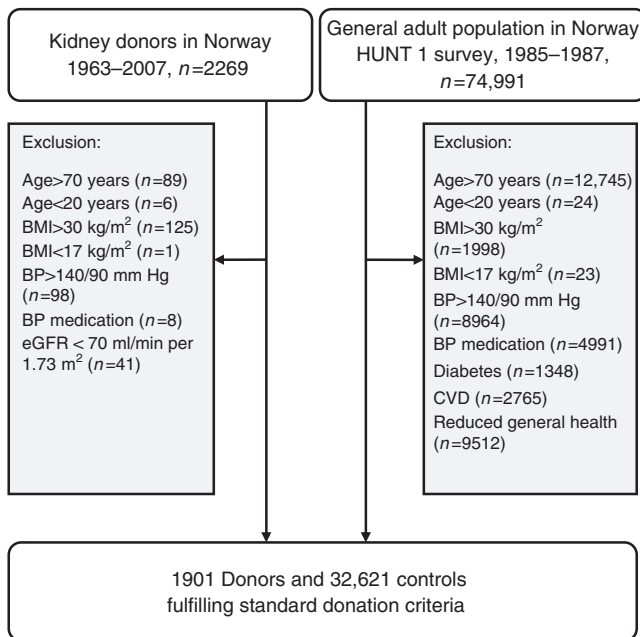 Kidney donors in Norway
1963–2007, n=2269
General adult population in Norway
HUNT 1 survey, 1985–1987,
n=74,991
Exclusion:
Age>70 years (n=89)
Age<20 years (n=6)
BMI>30 kg/m² (n=125)
BMI<17 kg/m² (n=1)
BP>140/90 mm Hg
(n=98)
BP medication (n=8)
eGFR < 70 ml/min per
1.73 m² (n=41)
Exclusion:
Age>70 years (n=12,745)
Age<20 years (n=24)
BMI>30 kg/m²
(n=1998)
BMI<17 kg/m² (n=23)
BP>140/90 mm Hg
(n=8964)
BP medication (n=4991)
Diabetes (n=1348)
CVD (n=2765)
Reduced general health
(n=9512)
1901 Donors and 32,621 controls
fulfilling standard donation criteria